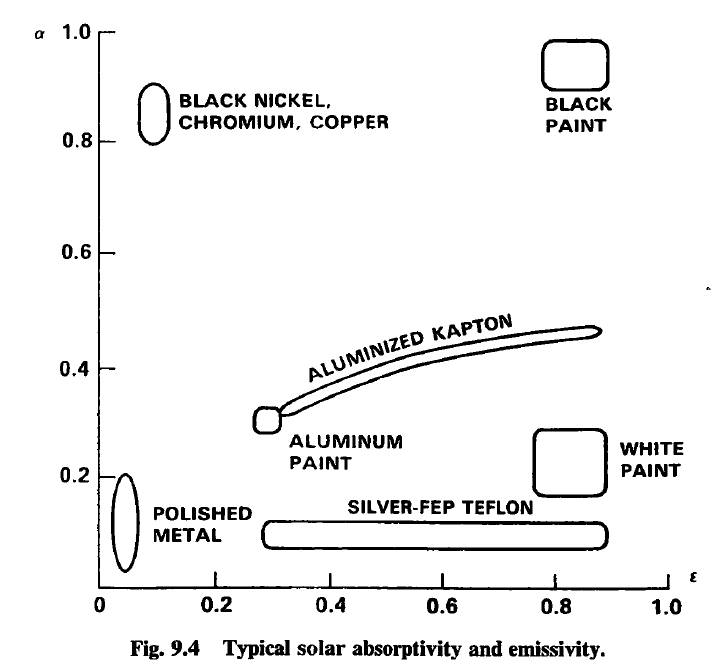 α 1.0
BLACK NICKEL,
CHROMIUM, COPPER
BLACK
PAINT
0.8
0.6
ALUMINIZED KAPTON
0.4
ALUMINUM
PAINT
WHITE
PAINT
0.2
SILVER-FEP TEFLON
POLISHED
METAL
ε
0 0.2 0.4 0.6 0.8 1.0
Fig. 9.4 Typical solar absorptivity and emissivity.